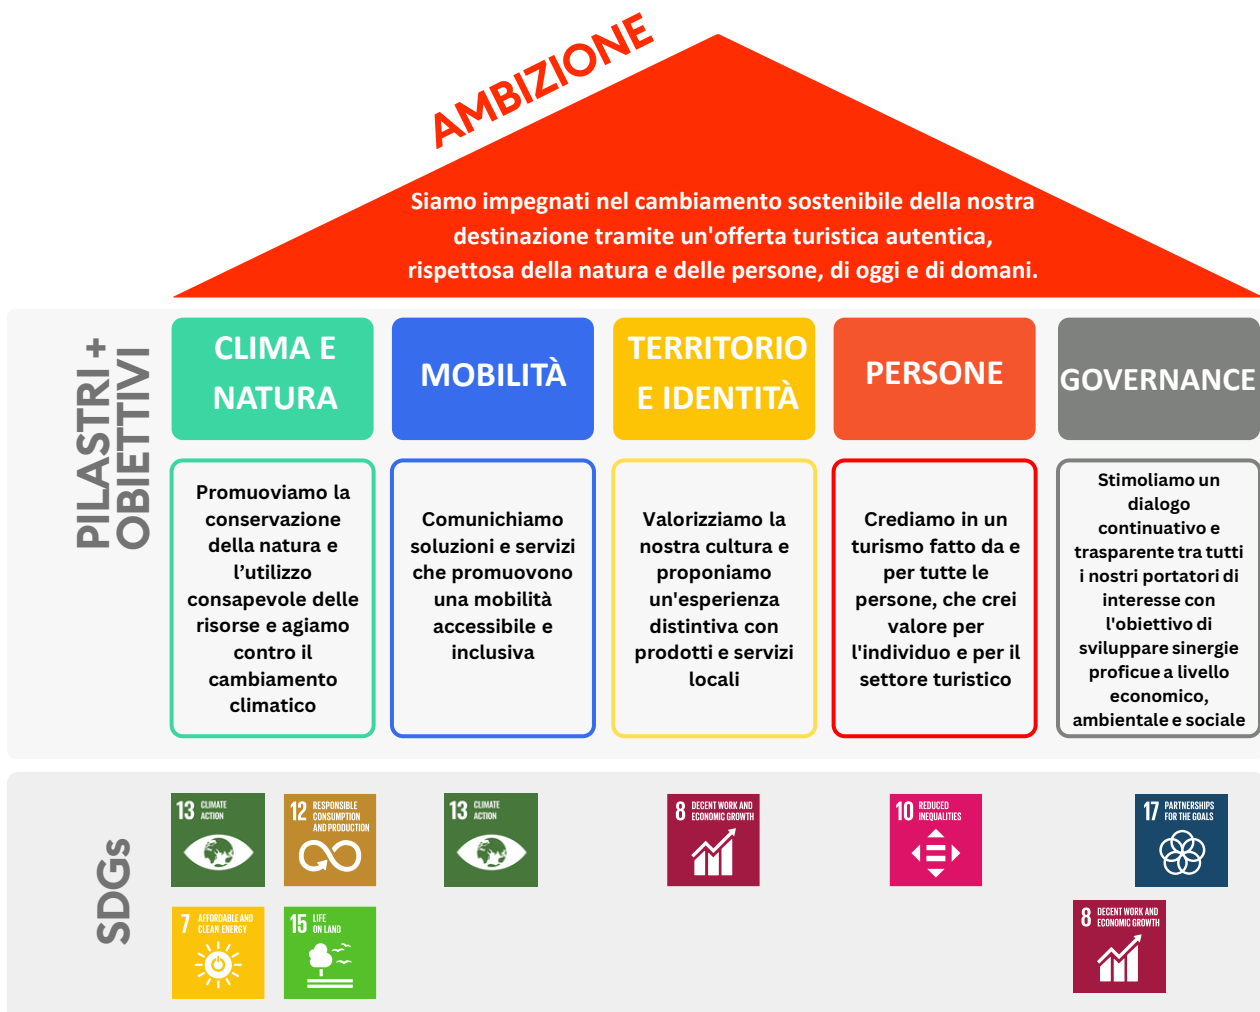 AMBIZIONE
Siamo impegnati nel cambiamento sostenibile della nostra
destinazione tramite un'offerta turistica autentica,
rispettosa della natura e delle persone, di oggi e di domani.
PILASTRI +
OBIETTIVI
CLIMA E
NATURA
MOBILITÀ
TERRITORIO
E IDENTITÀ
PERSONE
GOVERNANCE
Promuoviamo la
conservazione
della natura e
l’utilizzo
consapevole delle
risorse e agiamo
contro il
cambiamento
climatico
Comunichiamo
soluzioni e servizi
che promuovono
una mobilità
accessibile e
inclusiva
Valorizziamo la
nostra cultura e
proponiamo
un'esperienza
distintiva con
prodotti e servizi
locali
Crediamo in un
turismo fatto da e
per tutte le
persone, che crei
valore per
l'individuo e per il
settore turistico
Stimoliamo un
dialogo
continuativo e
trasparente tra tutti
i nostri portatori di
interesse con
l'obiettivo di
sviluppare sinergie
proficue a livello
economico,
ambientale e sociale
SDGs
13 CLIMATE
ACTION
12 RESPONSIBLE
CONSUMPTION
AND PRODUCTION
13 CLIMATE
ACTION
8 DECENT WORK AND
ECONOMIC GROWTH
10 REDUCED
INEQUALITIES
17 PARTNERSHIPS
FOR THE GOALS
7 AFFORDABLE AND
CLEAN ENERGY
15 LIFE
ON LAND
8 DECENT WORK AND
ECONOMIC GROWTH